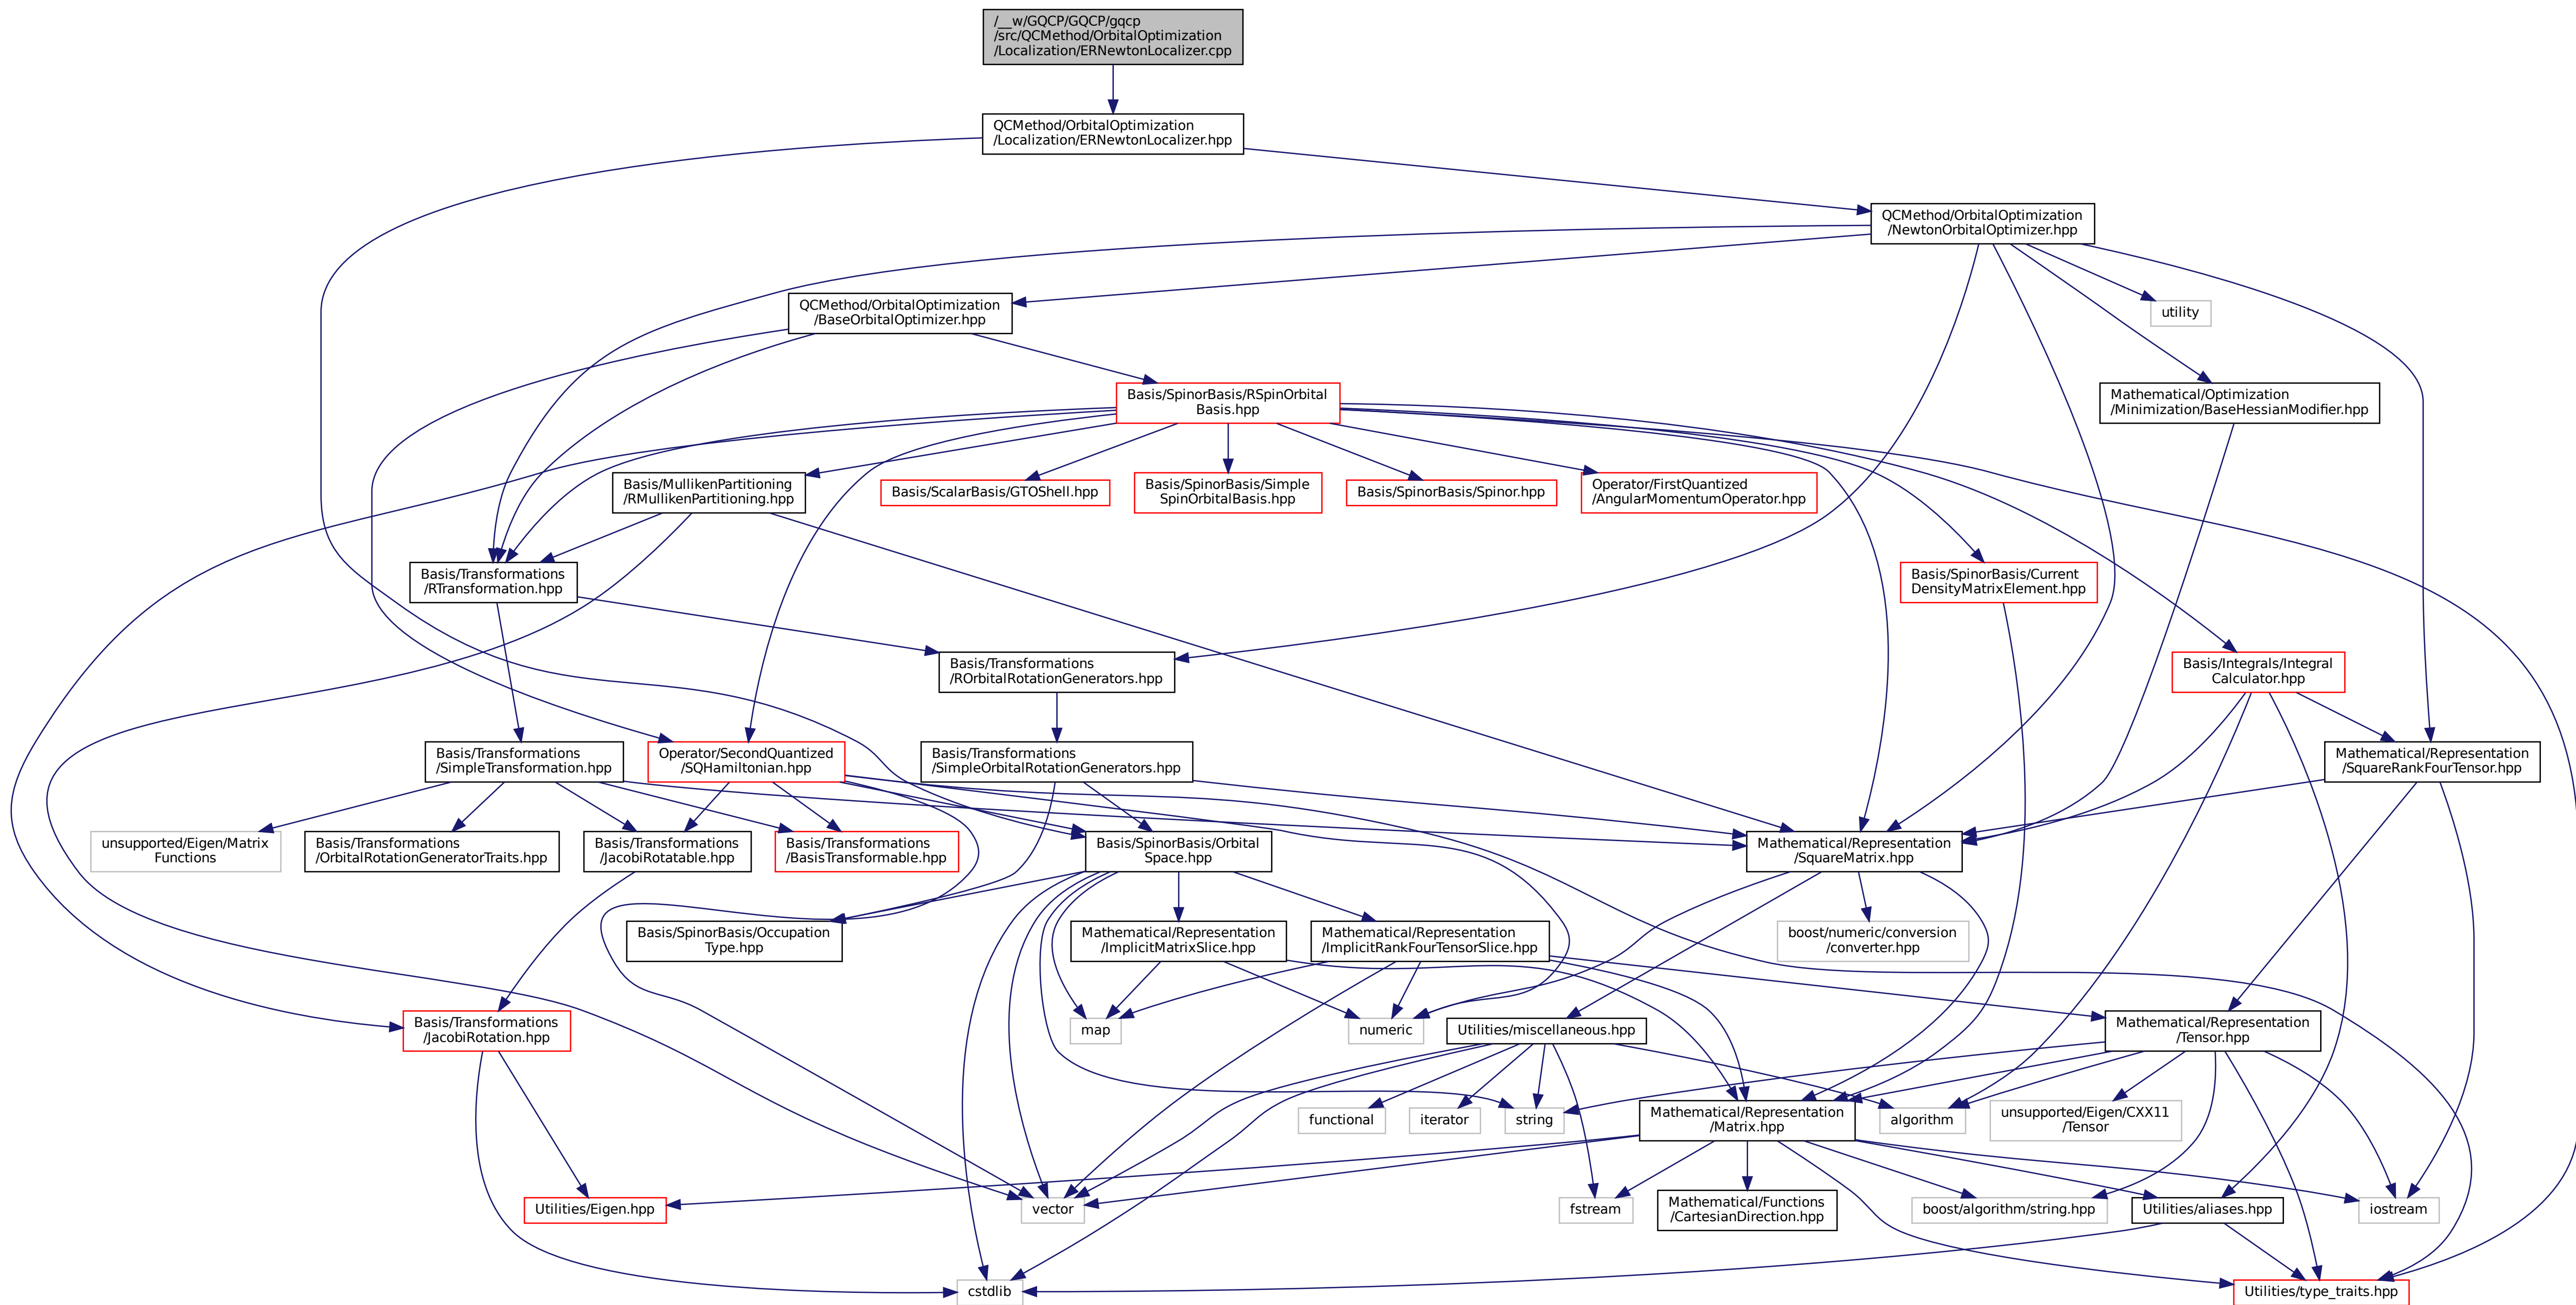 /__w/GQCP/GQCP/gqcp
/src/QCMethod/OrbitalOptimization
/Localization/ERNewtonLocalizer.cpp
QCMethod/OrbitalOptimization
/Localization/ERNewtonLocalizer.hpp
QCMethod/OrbitalOptimization
/NewtonOrbitalOptimizer.hpp
QCMethod/OrbitalOptimization
/BaseOrbitalOptimizer.hpp
utility
Basis/SpinorBasis/RSpinOrbital
Basis.hpp
Mathematical/Optimization
/Minimization/BaseHessianModifier.hpp
Basis/MullikenPartitioning
/RMullikenPartitioning.hpp
Basis/ScalarBasis/GTOShell.hpp
Basis/SpinorBasis/Simple
SpinOrbitalBasis.hpp
Basis/SpinorBasis/Spinor.hpp
Operator/FirstQuantized
/AngularMomentumOperator.hpp
Basis/Transformations
/RTransformation.hpp
Basis/SpinorBasis/Current
DensityMatrixElement.hpp
Basis/Transformations
/ROrbitalRotationGenerators.hpp
Basis/Integrals/Integral
Calculator.hpp
Basis/Transformations
/SimpleTransformation.hpp
Operator/SecondQuantized
/SQHamiltonian.hpp
Basis/Transformations
/SimpleOrbitalRotationGenerators.hpp
Mathematical/Representation
/SquareRankFourTensor.hpp
unsupported/Eigen/Matrix
Functions
Basis/Transformations
/OrbitalRotationGeneratorTraits.hpp
Basis/Transformations
/JacobiRotatable.hpp
Basis/Transformations
/BasisTransformable.hpp
Basis/SpinorBasis/Orbital
Space.hpp
Mathematical/Representation
/SquareMatrix.hpp
Basis/SpinorBasis/Occupation
Type.hpp
Mathematical/Representation
/ImplicitMatrixSlice.hpp
Mathematical/Representation
/ImplicitRankFourTensorSlice.hpp
boost/numeric/conversion
/converter.hpp
Basis/Transformations
/JacobiRotation.hpp
map
numeric
Utilities/miscellaneous.hpp
Mathematical/Representation
/Tensor.hpp
functional
iterator
string
Mathematical/Representation
/Matrix.hpp
algorithm
unsupported/Eigen/CXX11
/Tensor
Utilities/Eigen.hpp
vector
fstream
Mathematical/Functions
/CartesianDirection.hpp
boost/algorithm/string.hpp
Utilities/aliases.hpp
iostream
cstdlib
Utilities/type_traits.hpp